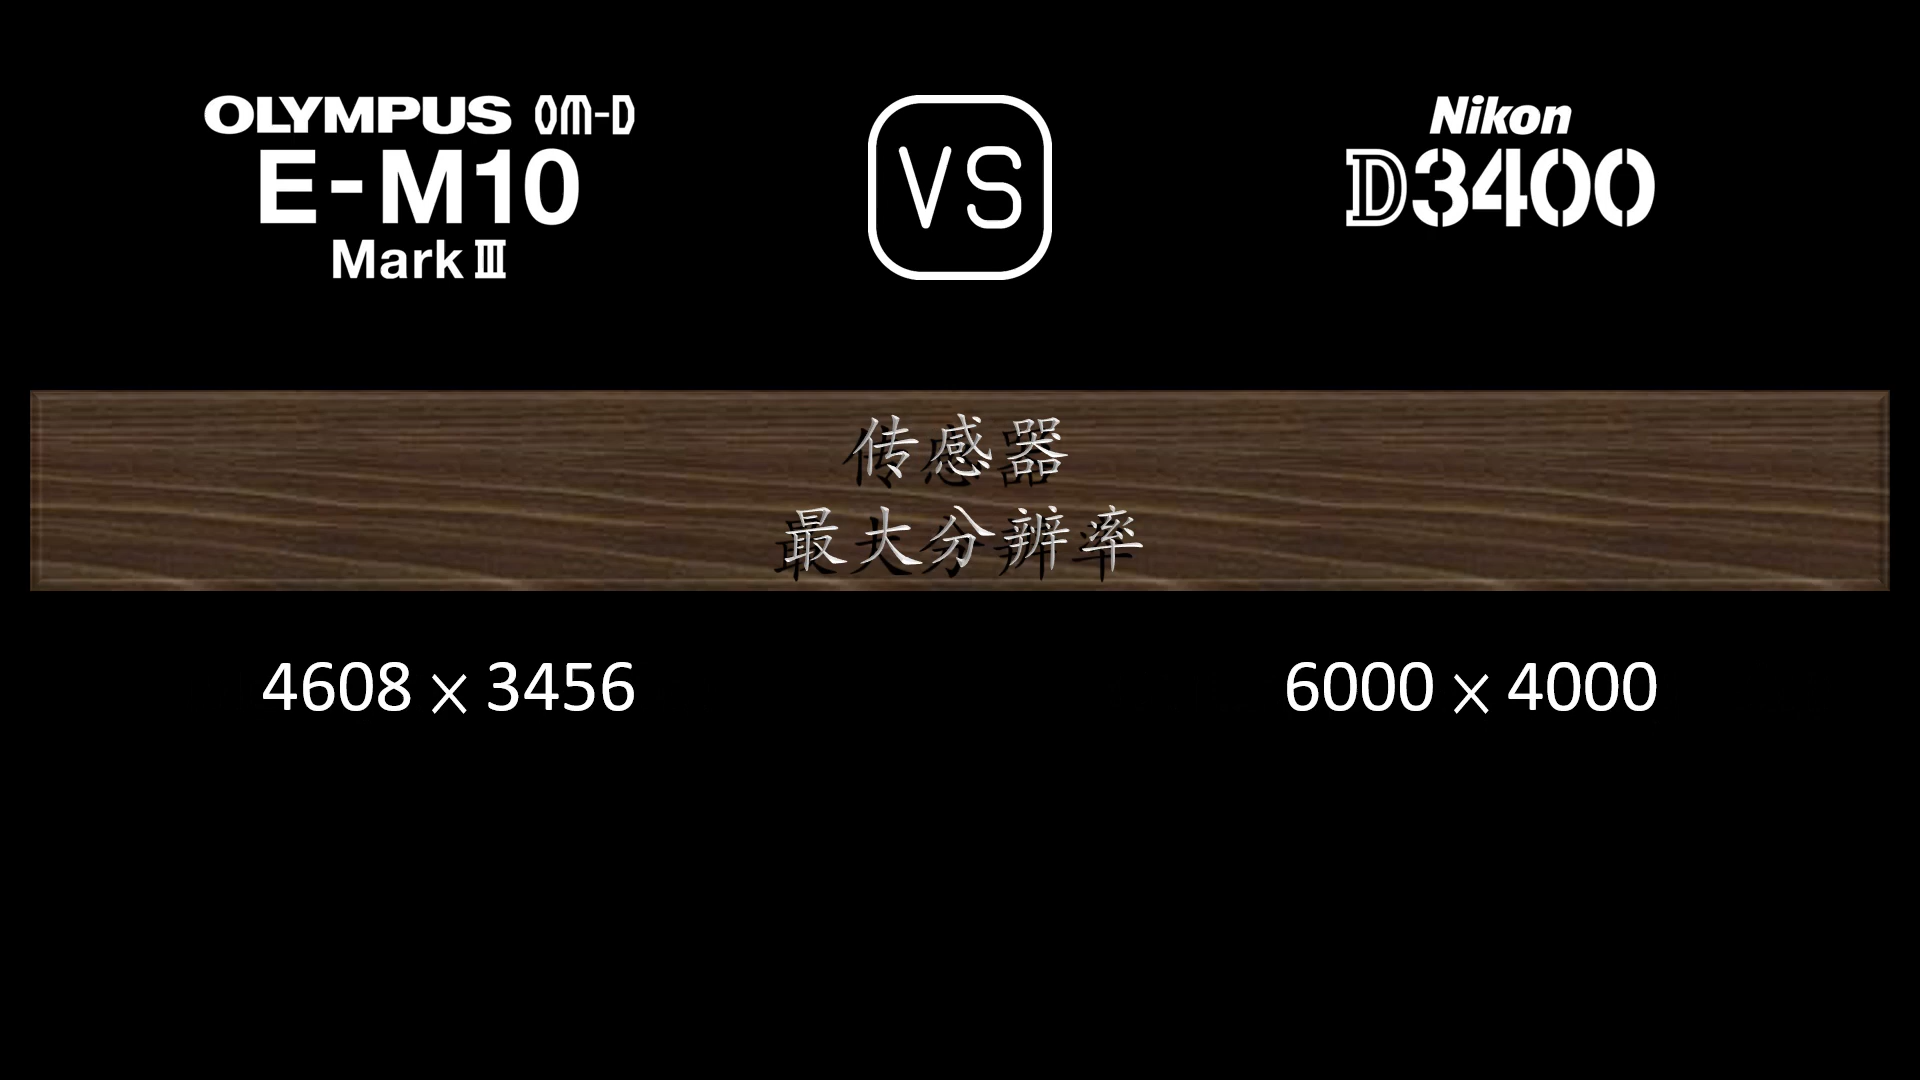 OLYMPUS OM-D
E-M10
Mark III
VS
Nikon
D3400
传感器
最大分辨率
4608 x 3456
6000 x 4000